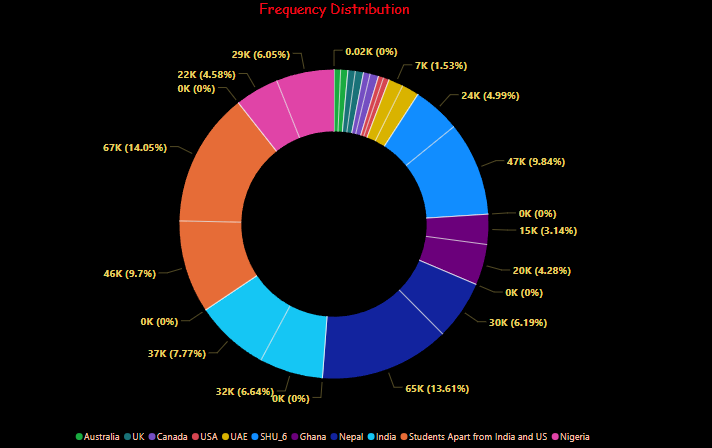 Frequency Distribution
29K (6.05%)
0.02K (0%)
7K (1.53%)
22K (4.58%)
0K (0%)
24K (4.99%)
67K (14.05%)
47K (9.84%)
0K (0%)
15K (3.14%)
46K (9.7%)
20K (4.28%)
0K (0%)
0K (0%)
30K (6.19%)
37K (7.77%)
32K (6.64%)
0K (0%)
65K (13.61%)
Australia UK Canada USA UAE SHU_6 Ghana Nepal India Students Apart from India and US Nigeria